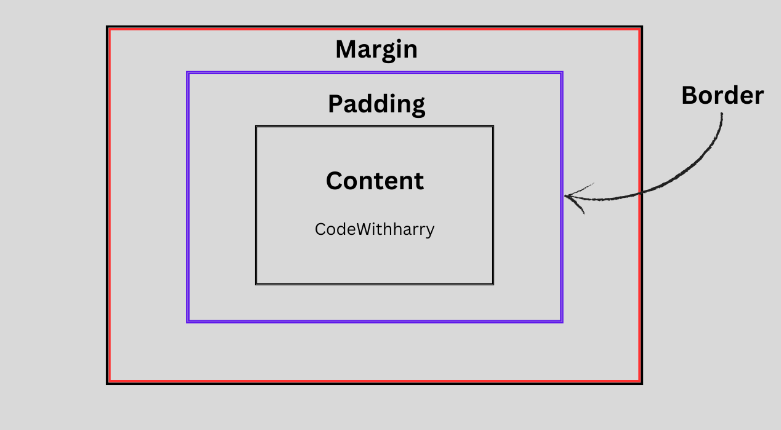 Margin
Padding
Border
Content
CodeWithharry